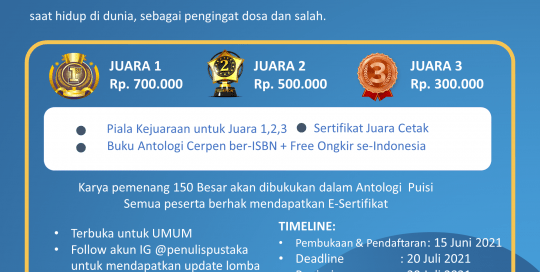 saat hidup di dunia, sebagai pengingat dosa dan salah.
JUARA 1
Rp. 700.000
JUARA 2
Rp. 500.000
JUARA 3
Rp. 300.000
Piala Kejuaraan untuk Juara 1,2,3 ● Sertifikat Juara Cetak
Buku Antologi Cerpen ber-ISBN + Free Ongkir se-Indonesia
Karya pemenang 150 Besar akan dibukukan dalam Antologi Puisi
Semua peserta berhak mendapatkan E-Sertifikat
• Terbuka untuk UMUM
• Follow akun IG @penulispustaka
untuk mendapatkan update lomba
TIMELINE:
• Pembukaan & Pendaftaran : 15 Juni 2021
• Deadline : 20 Juli 2021